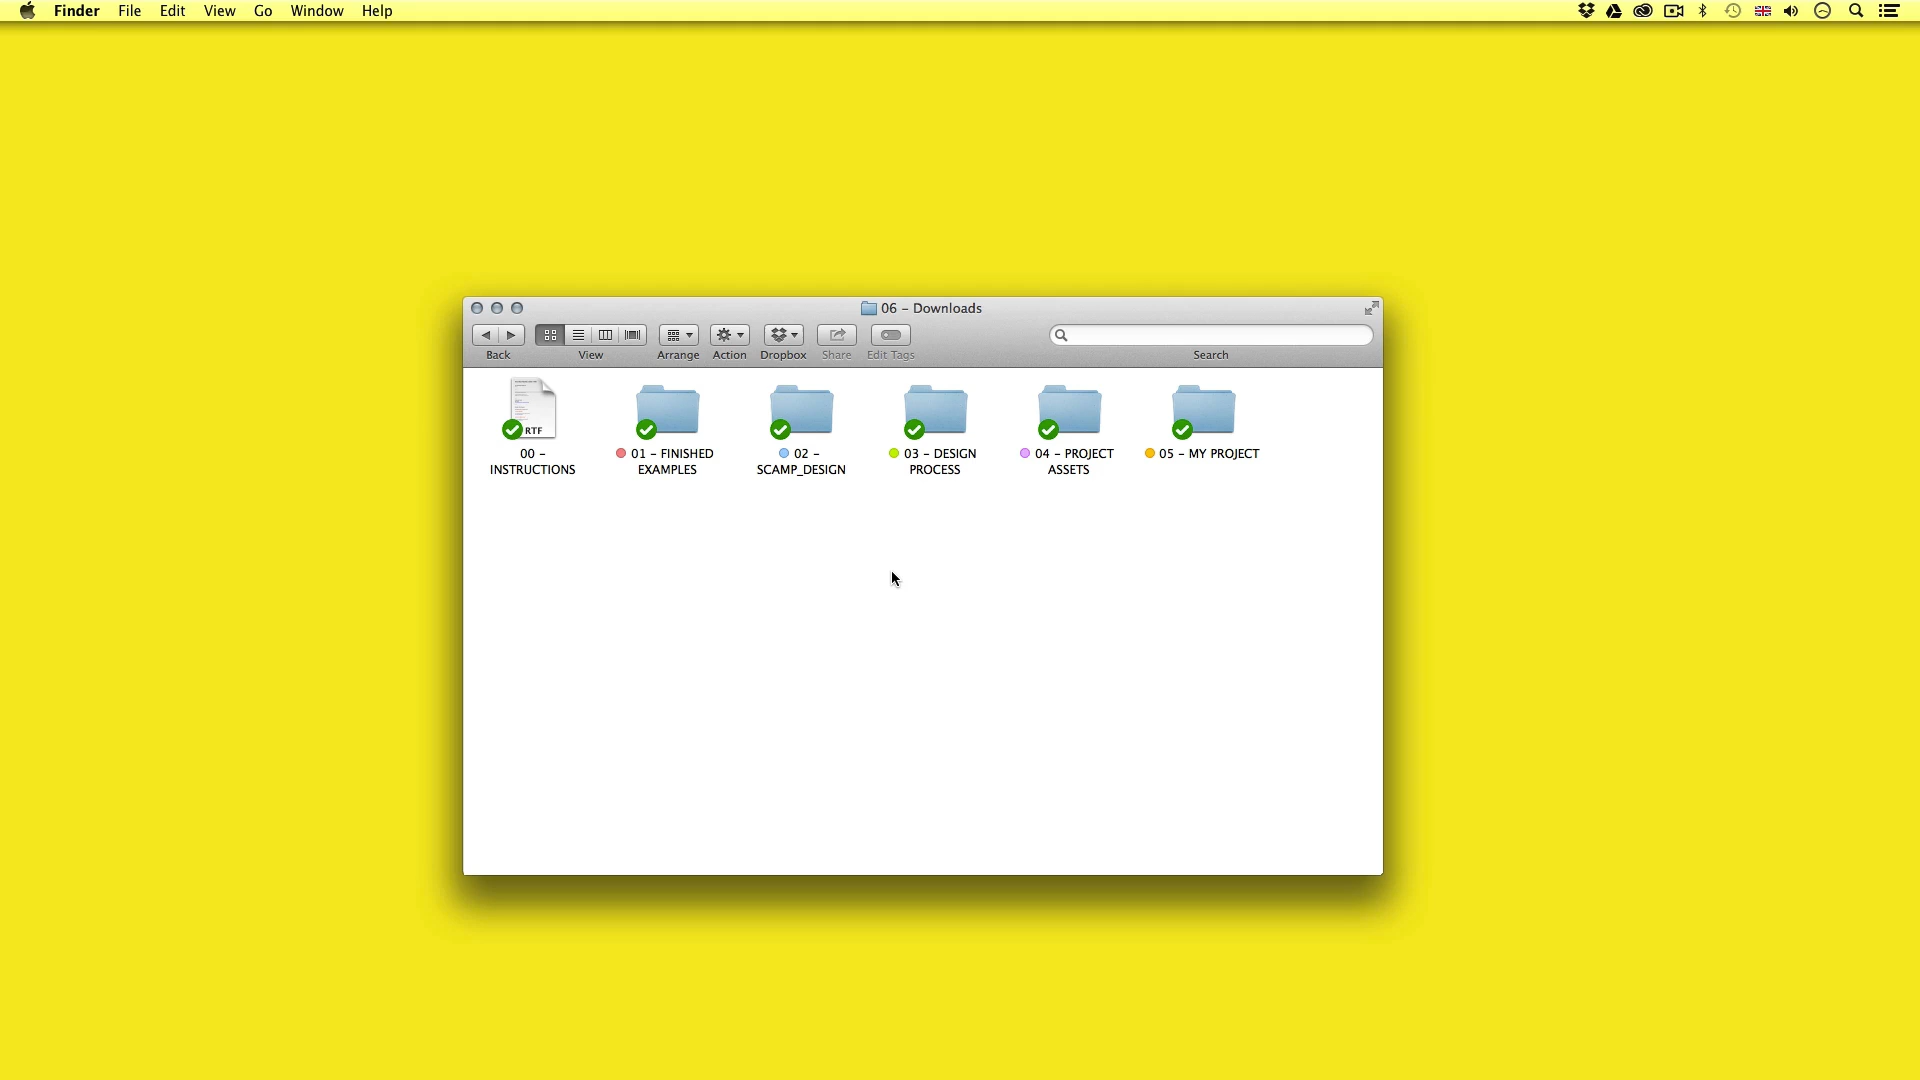 Finder File Edit View Go Window Help
06 – Downloads
Back View Arrange Action Dropbox Share Edit Tags Search
RTF
00 –
INSTRUCTIONS
01 – FINISHED
EXAMPLES
02 –
SCAMP_DESIGN
03 – DESIGN
PROCESS
04 – PROJECT
ASSETS
05 – MY PROJECT